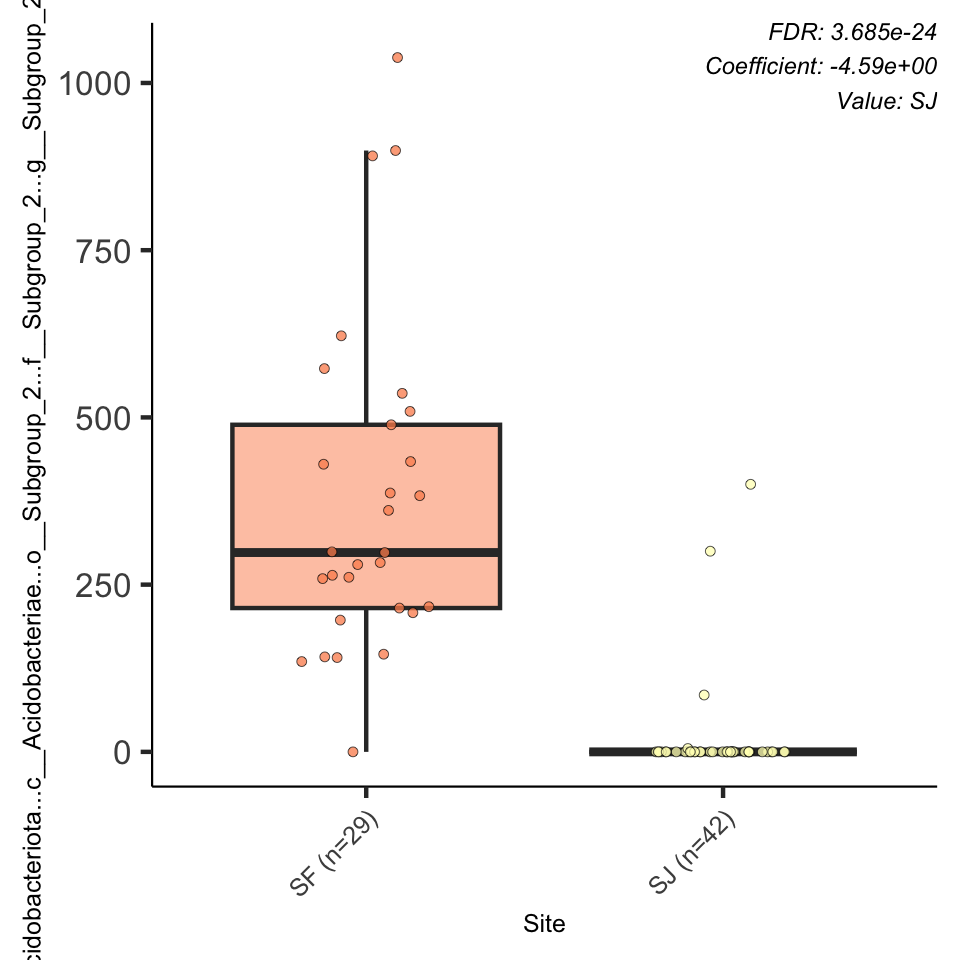 FDR: 3.685e-24
Coefficient: -4.59e+00
Value: SJ
cidobacteriota...c__Acidobacteriae...o__Subgroup_2...f__Subgroup_2...g__Subgroup_2
1000
750
500
250
0
SF (n=29)
SJ (n=42)
Site